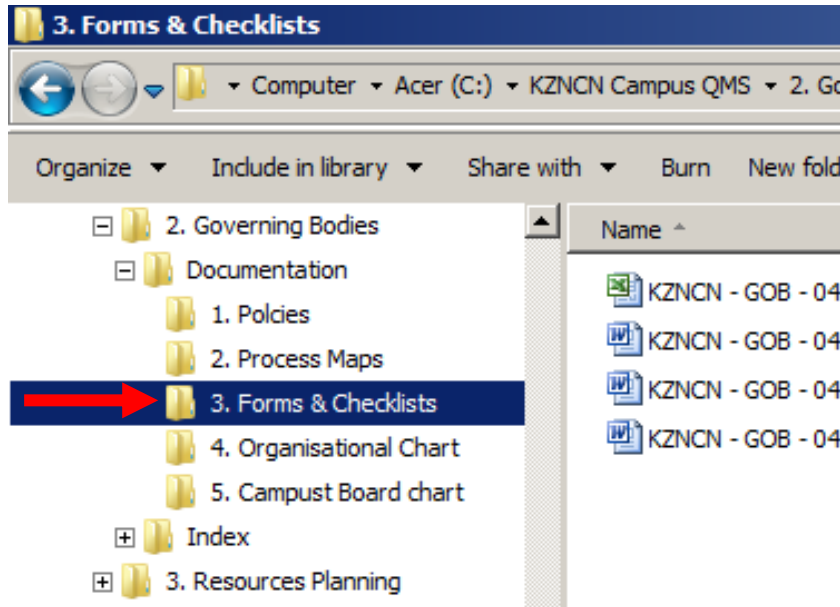 3. Forms & Checklists
Computer Acer (C:) KZNCN Campus QMS 2. Go
Organize Include in library Share with Burn New fold
2. Governing Bodies
Documentation
1. Polcies
2. Process Maps
3. Forms & Checklists
4. Organisational Chart
5. Campust Board chart
Index
3. Resources Planning
Name
KZNCN - GOB - 04
KZNCN - GOB - 04
KZNCN - GOB - 04
KZNCN - GOB - 04